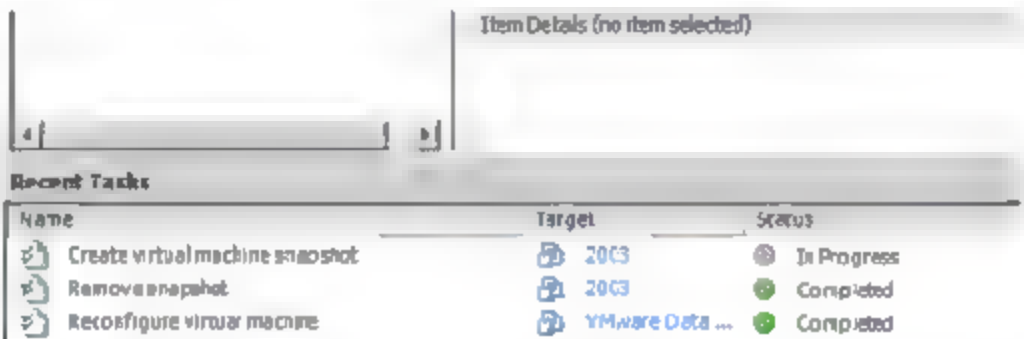 Item Details (no item selected)
Recent Tasks
Name Target Status
Create virtual machine snapshot 2003 In Progress
Remove snapshot 2003 Completed
Reconfigure virtual machine VMware Data ... Completed